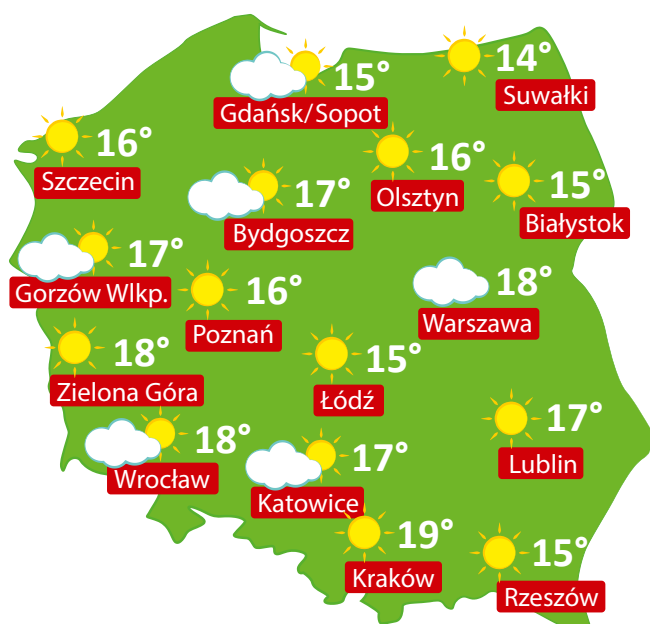 14°
Suwałki
15°
Gdańsk/Sopot
16°
Szczecin
16°
Olsztyn
15°
Białystok
17°
Bydgoszcz
17°
Gorzów Wlkp.
16°
Poznań
18°
Warszawa
18°
Zielona Góra
15°
Łódź
17°
Lublin
18°
Wrocław
17°
Katowice
19°
Kraków
15°
Rzeszów